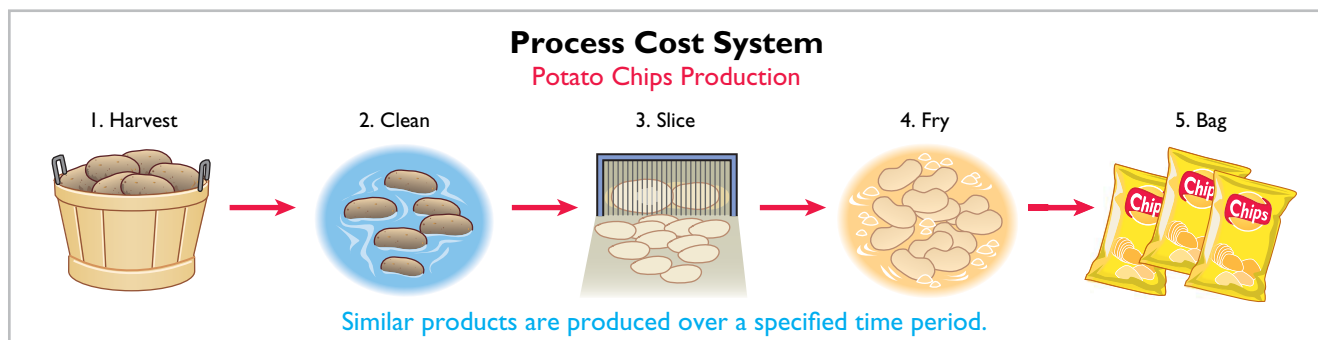 Process Cost System
Potato Chips Production
1. Harvest
2. Clean
3. Slice
4. Fry
5. Bag
Chips
Chips
Chips
Similar products are produced over a specified time period.